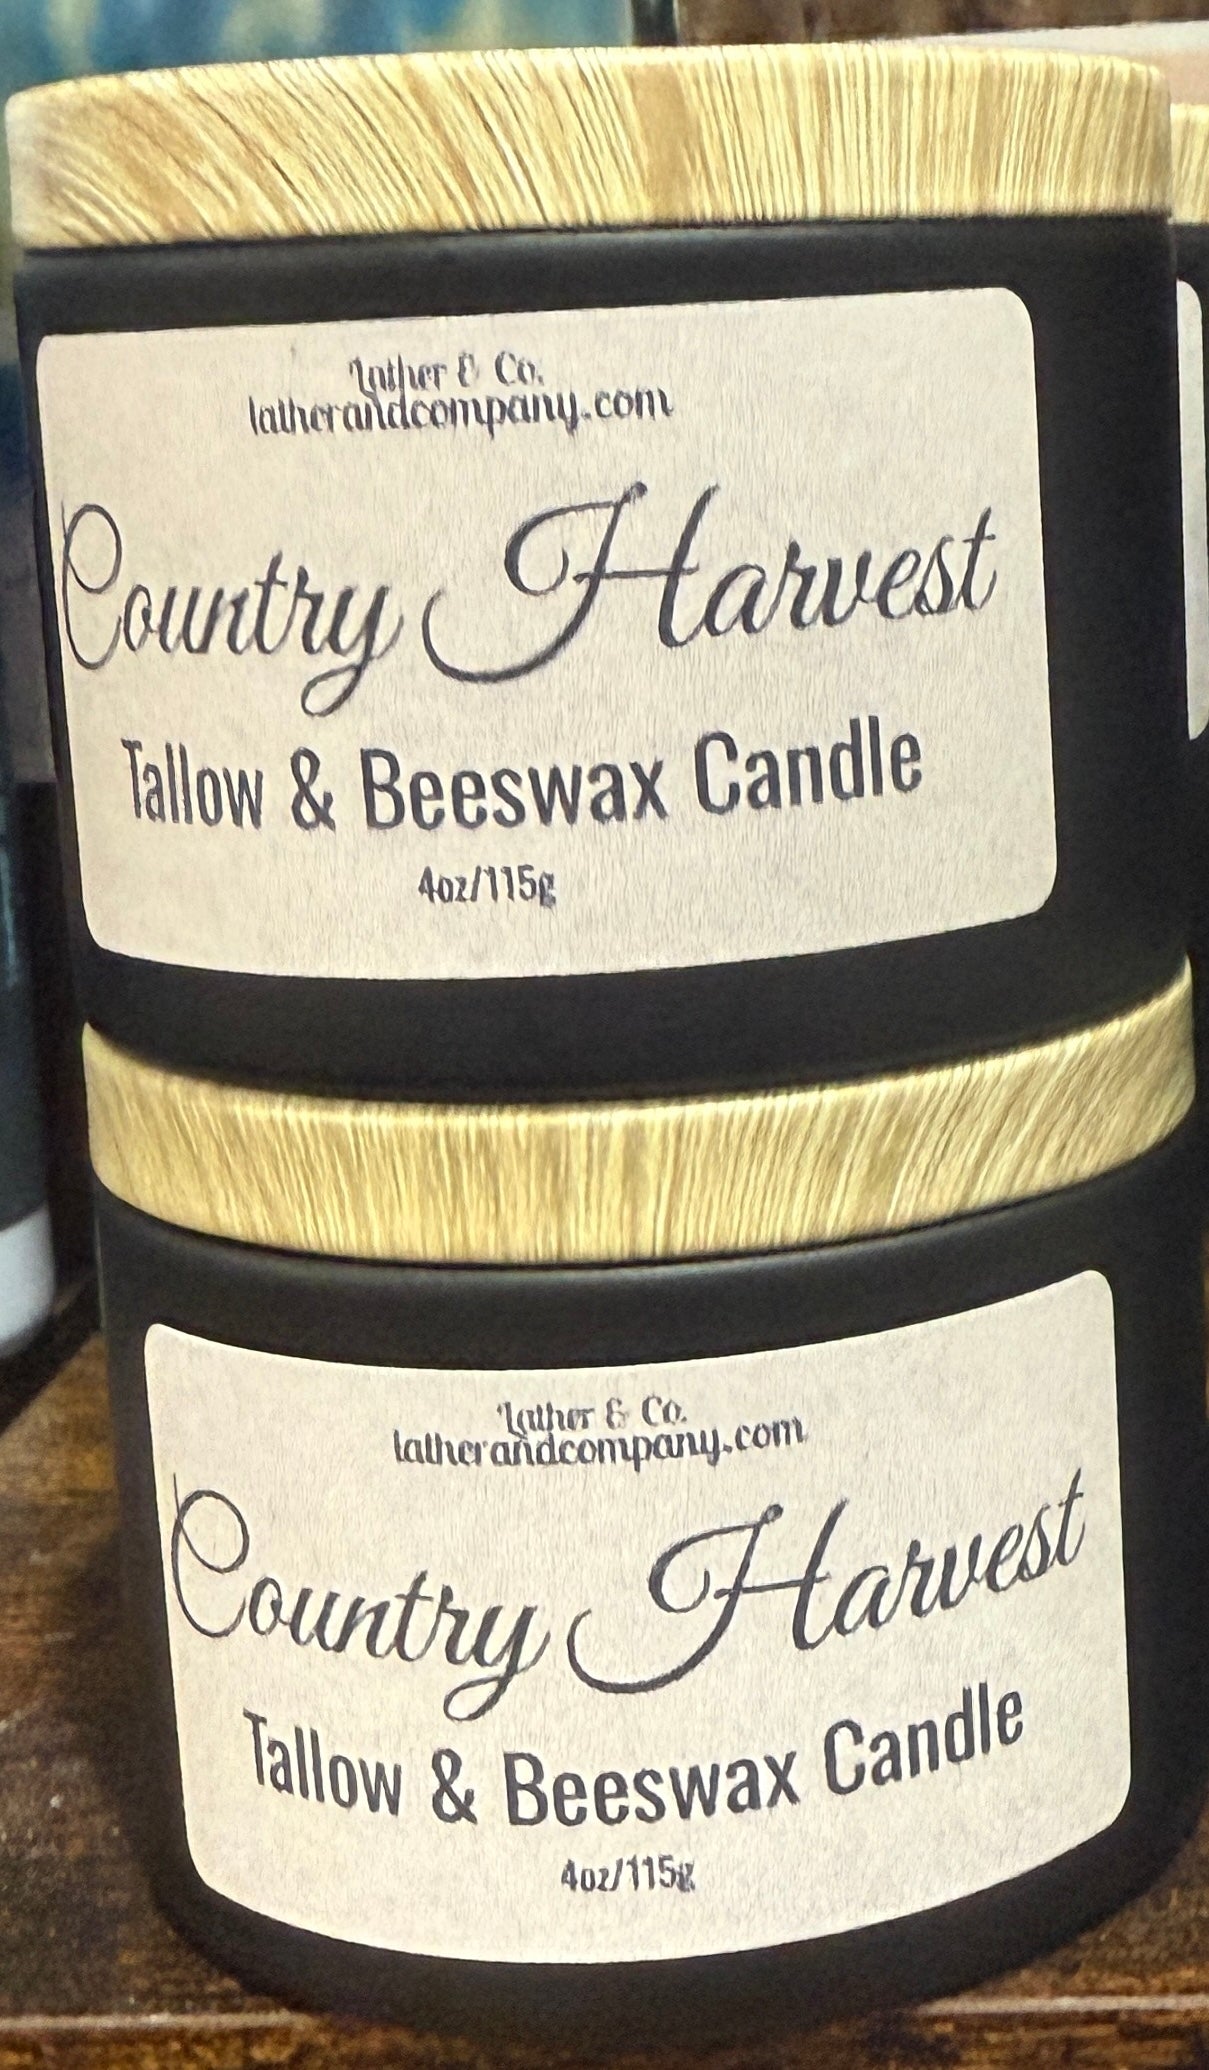 Lather & Co.
latherandcompany.com
Country Harvest
Tallow & Beeswax Candle
4oz/115g
Lather & Co.
latherandcompany.com
Country Harvest
Tallow & Beeswax Candle
4oz/115g